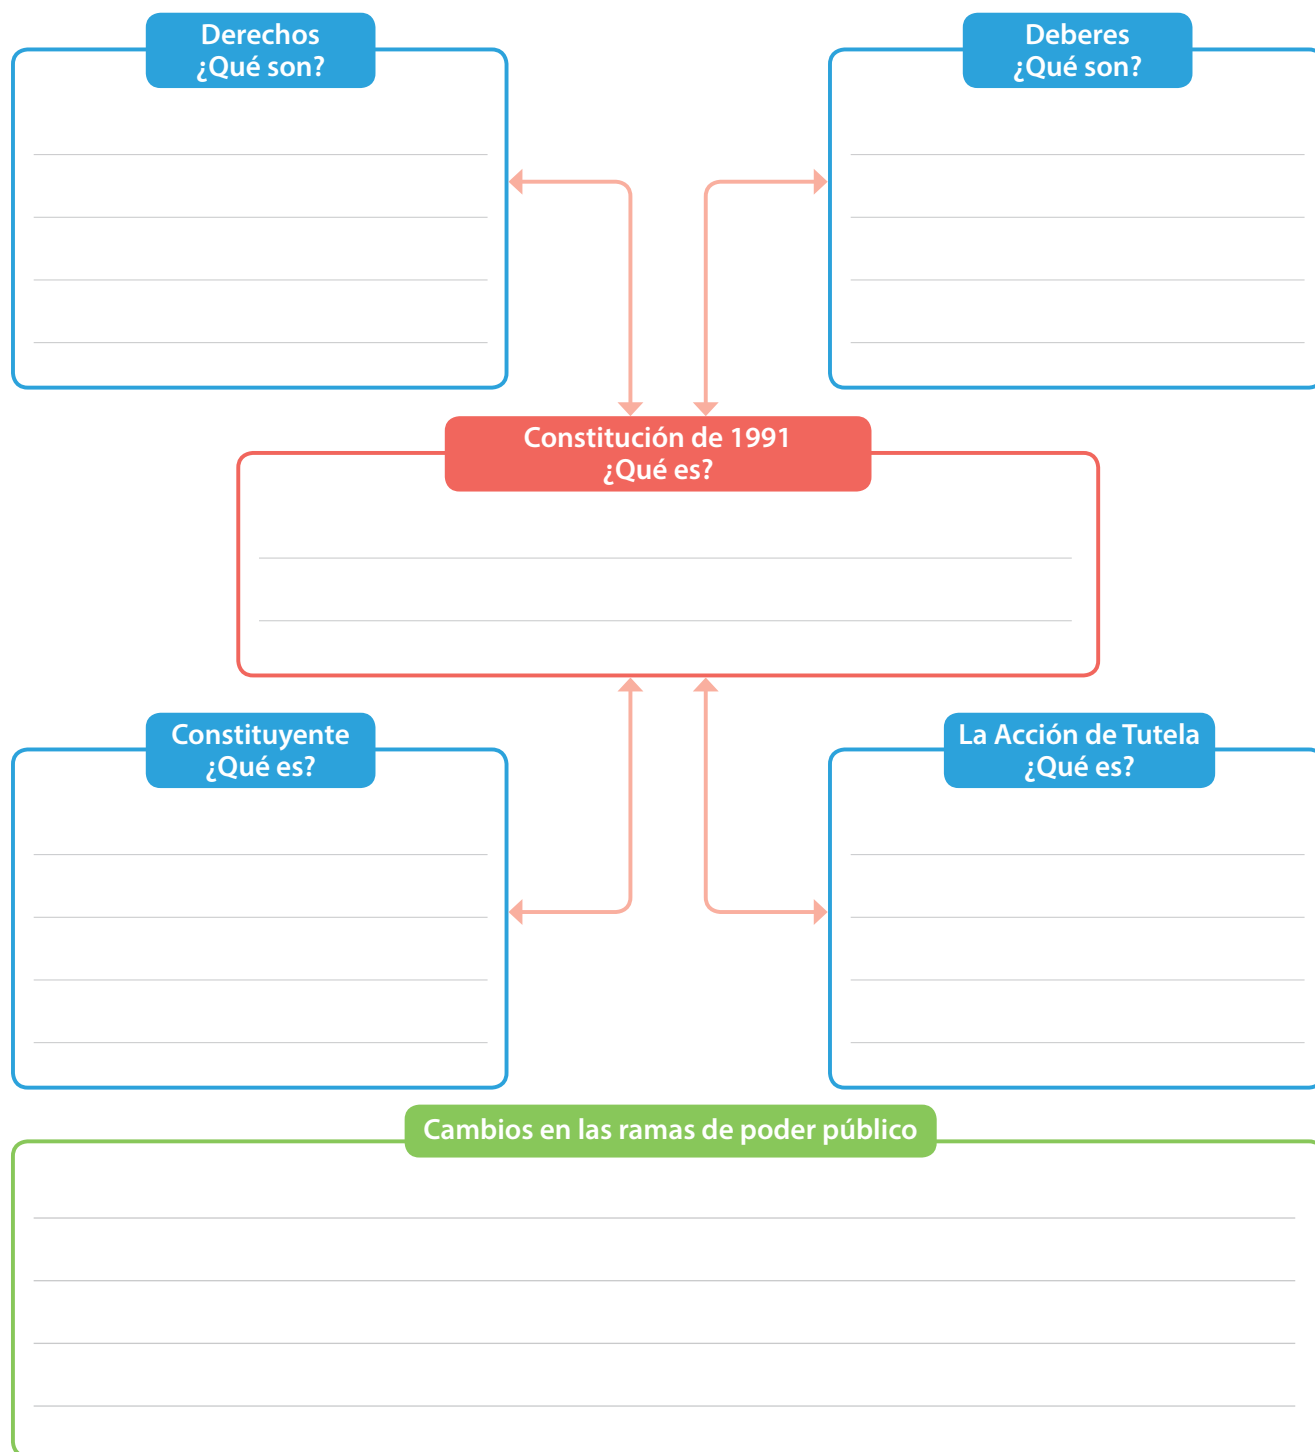 Derechos
¿Qué son?
Deberes
¿Qué son?
Constitución de 1991
¿Qué es?
Constituyente
¿Qué es?
La Acción de Tutela
¿Qué es?
Cambios en las ramas de poder público